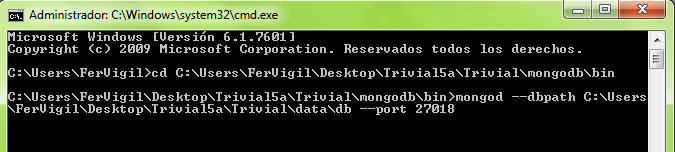 Administrador: C:\Windows\system32\cmd.exe
Microsoft Windows [Versión 6.1.7601]
Copyright (c) 2009 Microsoft Corporation. Reservados todos los derechos.
C:\Users\FerVigil>cd C:\Users\FerVigil\Desktop\Trivial5a\Trivial\mongodb\bin
C:\Users\FerVigil\Desktop\Trivial5a\Trivial\mongodb\bin>mongod --dbpath C:\Users
\FerVigil\Desktop\Trivial5a\Trivial\data\db --port 27018